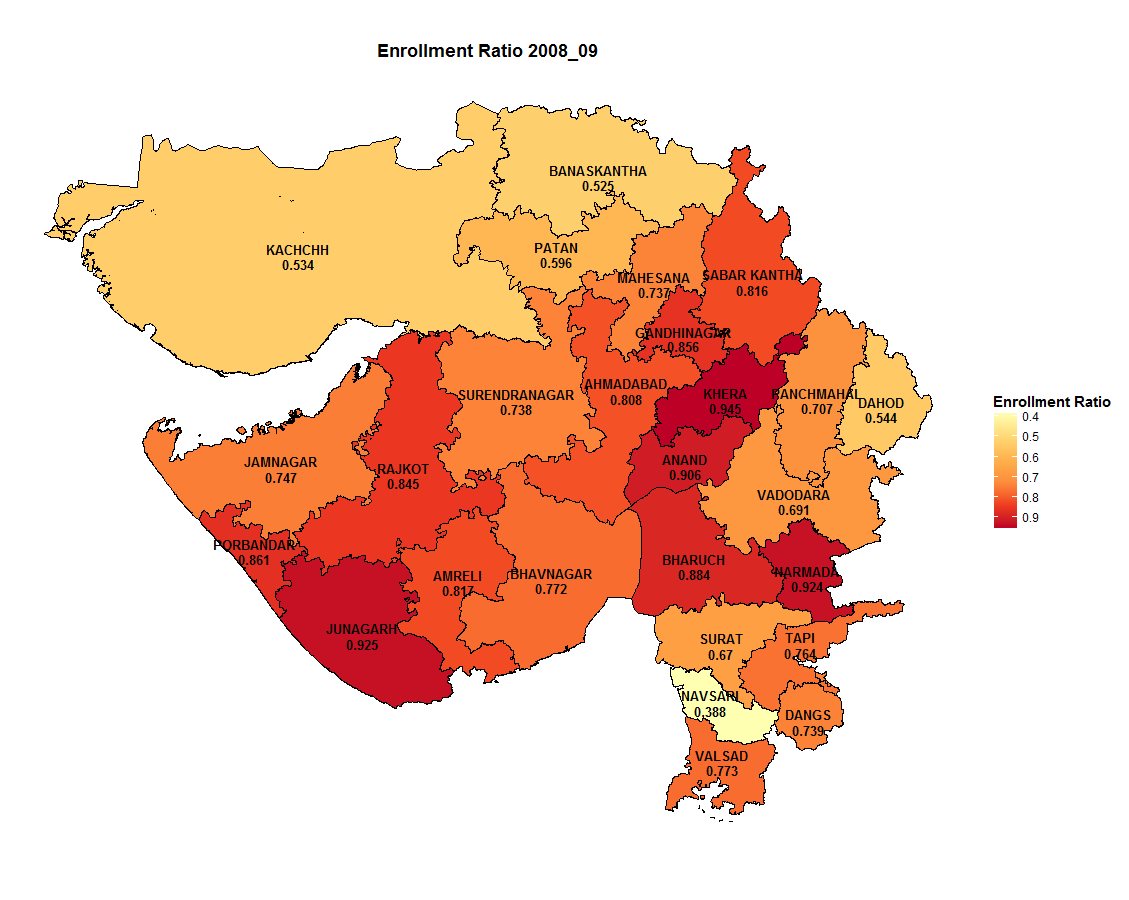 Enrollment Ratio 2008_09
BANASKANTHA
0.525
KACHCHH
0.534
PATAN
0.596
MAHESANA
0.737
SABAR KANTHA
0.816
GANDHINAGAR
0.856
SURENDRANAGAR
0.738
AHMADABAD
0.808
KHERA
0.945
PANCHMAHAL
0.707
DAHOD
0.544
JAMNAGAR
0.747
RAJKOT
0.845
ANAND
0.906
VADODARA
0.691
PORBANDAR
0.861
AMRELI
0.817
BHAVNAGAR
0.772
BHARUCH
0.884
NARMADA
0.924
JUNAGARH
0.925
SURAT
0.67
TAPI
0.764
NAVSARI
0.388
DANGS
0.739
VALSAD
0.773
Enrollment Ratio
0.4
0.5
0.6
0.7
0.8
0.9